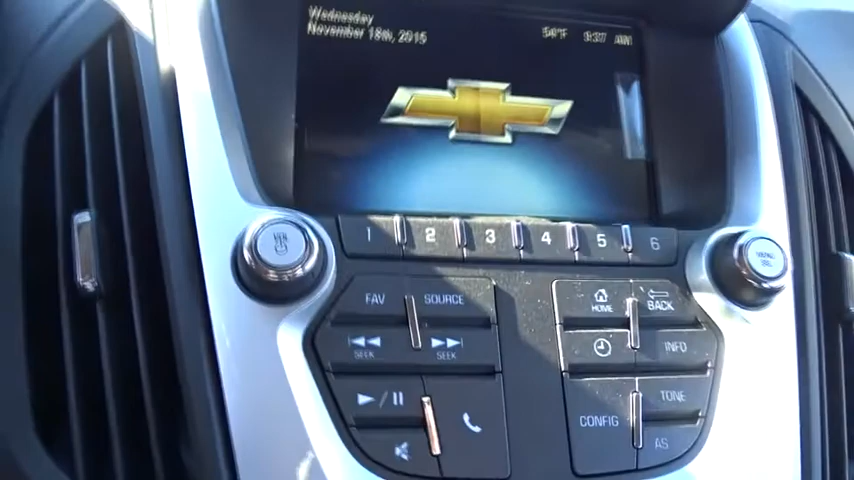 Wednesday
November 18th, 2015
54°F 9:37 AM
1 2 3 4 5 6
FAV SOURCE
HOME BACK
SEEK SEEK
INFO
CONFIG TONE
AS